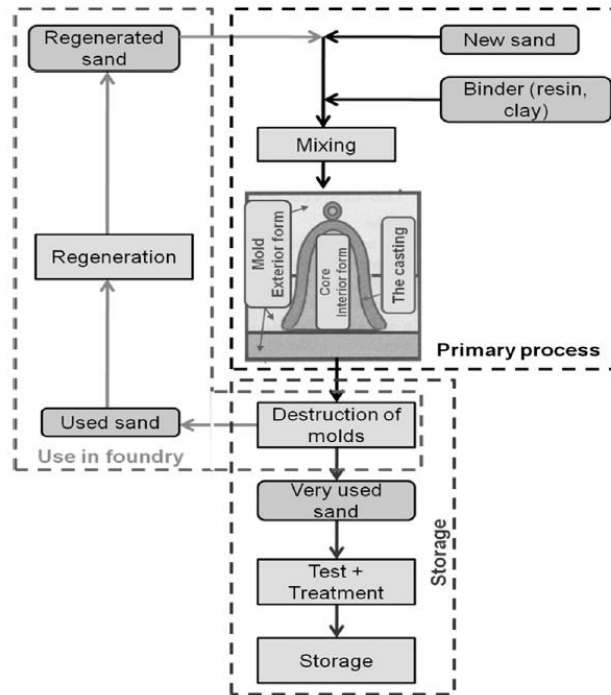 Regenerated
sand
New sand
Binder (resin,
clay)
Mixing
Mold
Exterior form
Core
Interior form
The casting
Regeneration
Primary process
Used sand
Destruction of
molds
Use in foundry
Very used
sand
Storage
Test +
Treatment
Storage